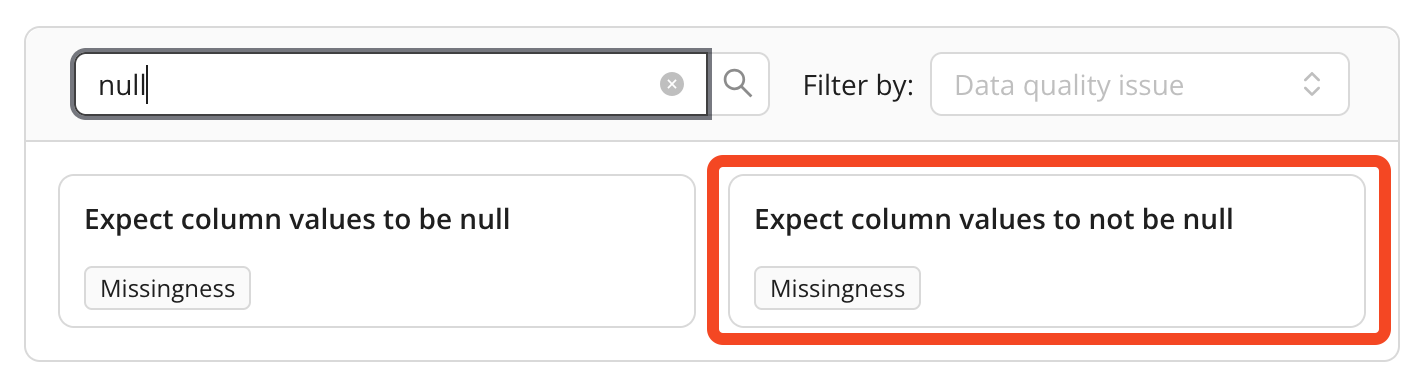 null
Filter by:
Data quality issue
Expect column values to be null
Missingness
Expect column values to not be null
Missingness